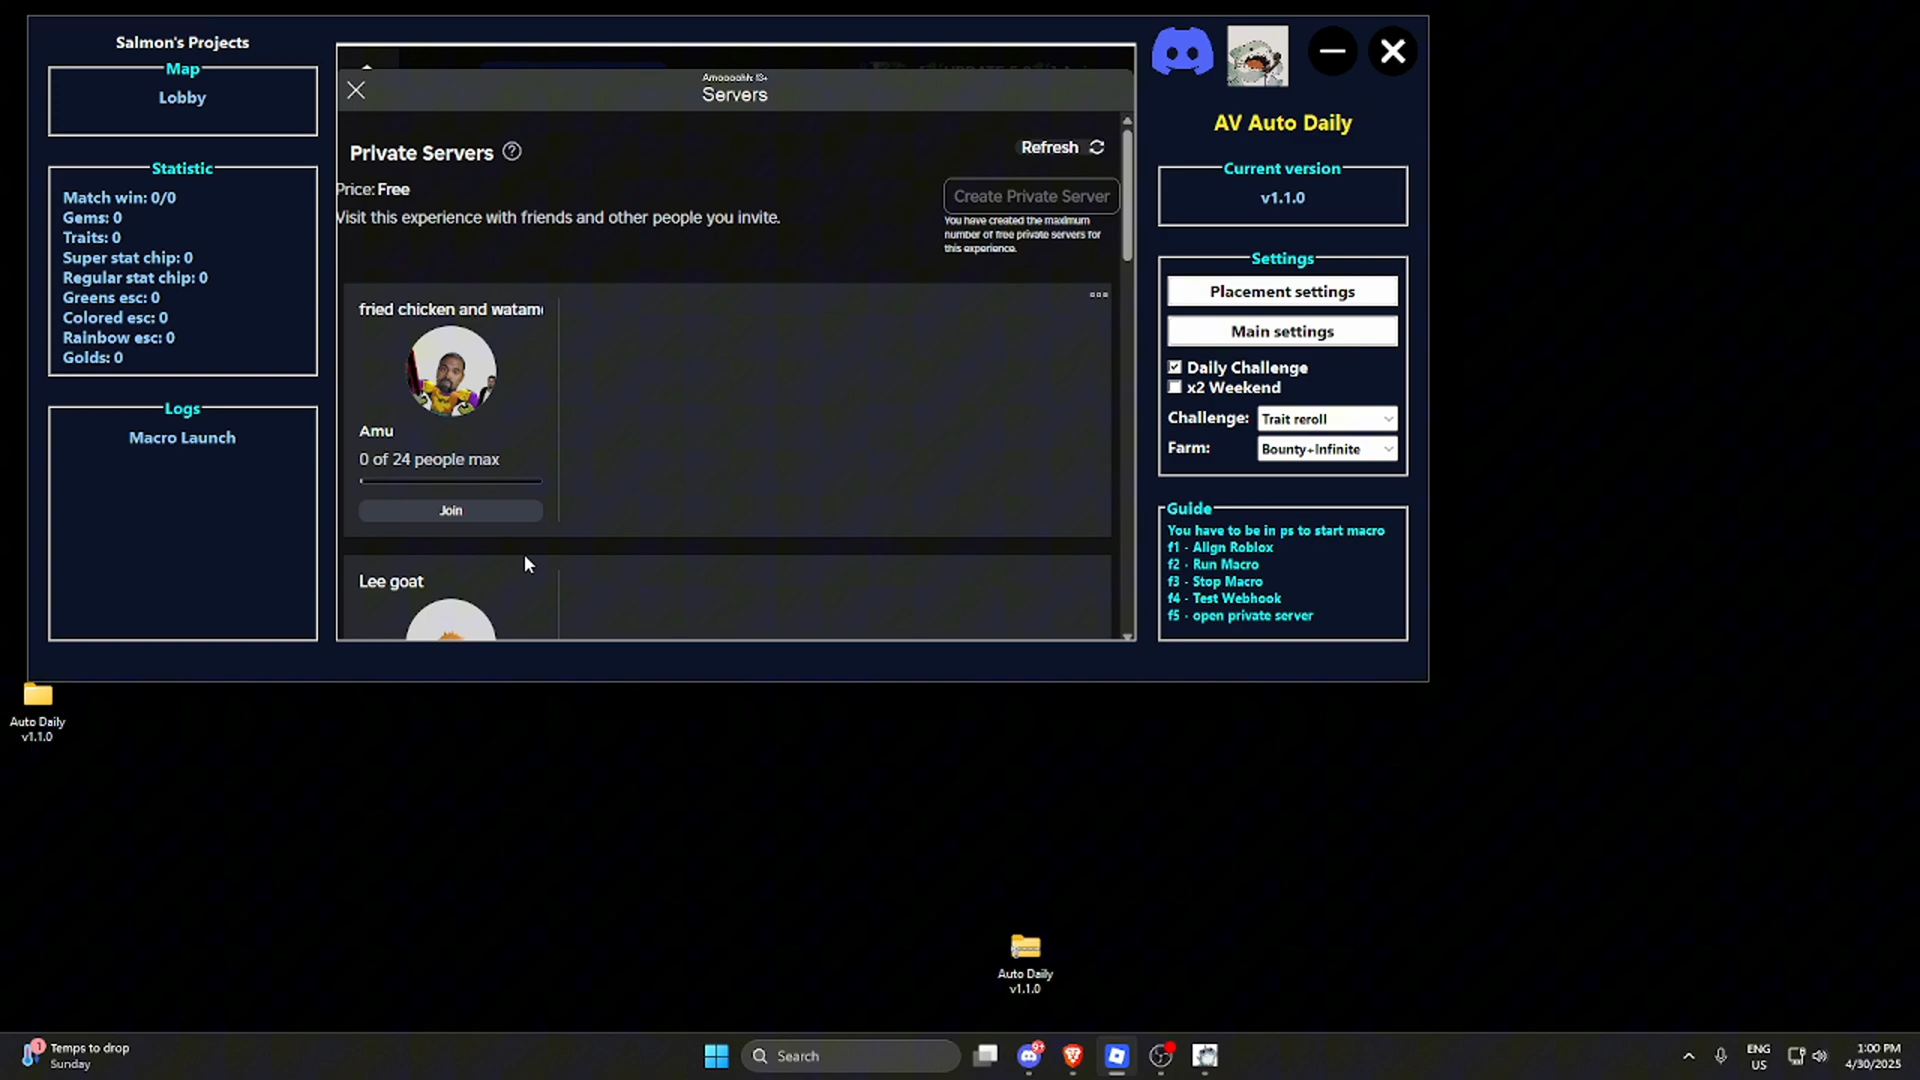 Salmon's Projects
Map
Lobby
Statistic
Match win: 0/0
Gems: 0
Traits: 0
Super stat chip: 0
Regular stat chip: 0
Greens esc: 0
Colored esc: 0
Rainbow esc: 0
Golds: 0
Logs
Macro Launch
Servers
Private Servers
Refresh
Price: Free
Visit this experience with friends and other people you invite.
Create Private Server
You have created the maximum
number of free private servers for
this experience.
fried chicken and watam
Amu
0 of 24 people max
Join
Lee goat
AV Auto Daily
Current version
v1.1.0
Settings
Placement settings
Main settings
Daily Challenge
x2 Weekend
Challenge: Trait reroll
Farm: Bounty+Infinite
Guide
You have to be in ps to start macro
f1 - Align Roblox
f2 - Run Macro
f3 - Stop Macro
f4 - Test Webhook
f5 - open private server
Auto Daily
v1.1.0
Auto Daily
v1.1.0
1
Temps to drop
Sunday
Search
9+
ENG
US
1:00 PM
4/30/2025